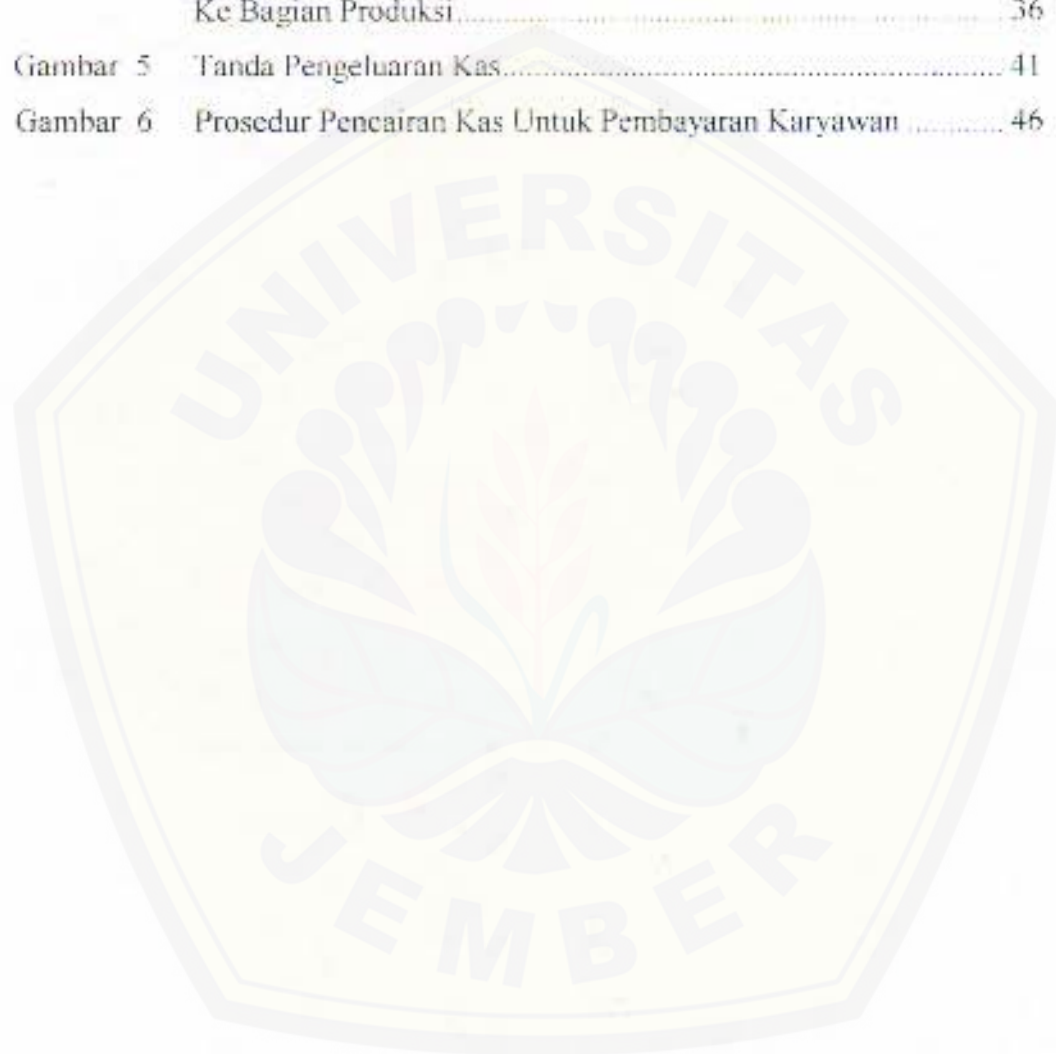 Ke Bagian Produksi........................................................................ 36
Gambar 5 Tanda Pengeluaran Kas............................................................ 41
Gambar 6 Prosedur Pencairan Kas Untuk Pembayaran Karyawan ............ 46
UNIVERSITAS
JEMBER